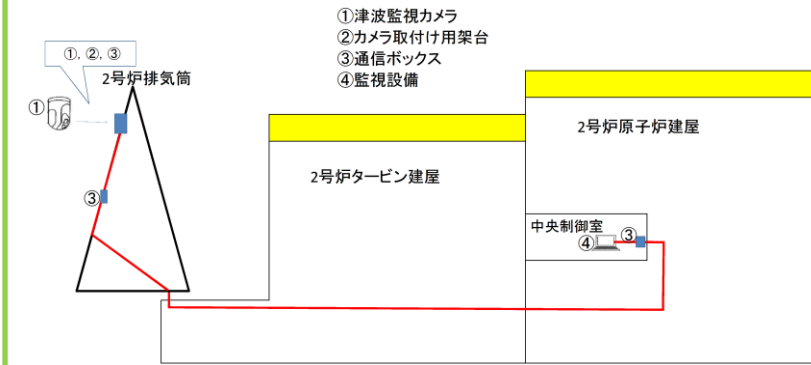 ①津波監視カメラ
②カメラ取付け用架台
③通信ボックス
④監視設備
①, ②, ③
2号炉排気筒
①
③
2号炉タービン建屋
2号炉原子炉建屋
中央制御室
④
③